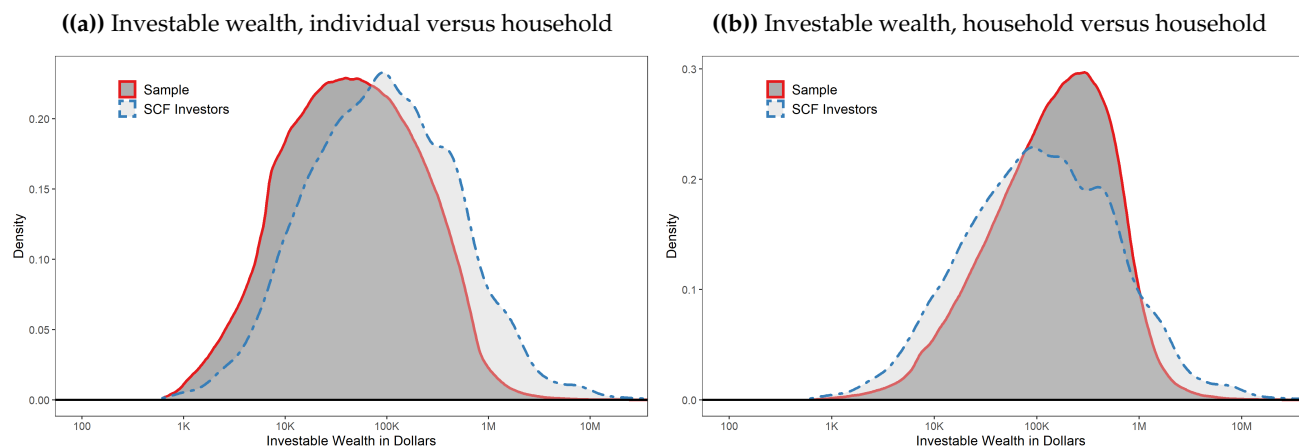 ((a)) Investable wealth, individual versus household
Sample
SCF Investors
Density
0.20
0.15
0.10
0.05
0.00
100 1K 10K 100K 1M 10M
Investable Wealth in Dollars
((b)) Investable wealth, household versus household
Sample
SCF Investors
Density
0.3
0.2
0.1
0.0
100 1K 10K 100K 1M 10M
Investable Wealth in Dollars